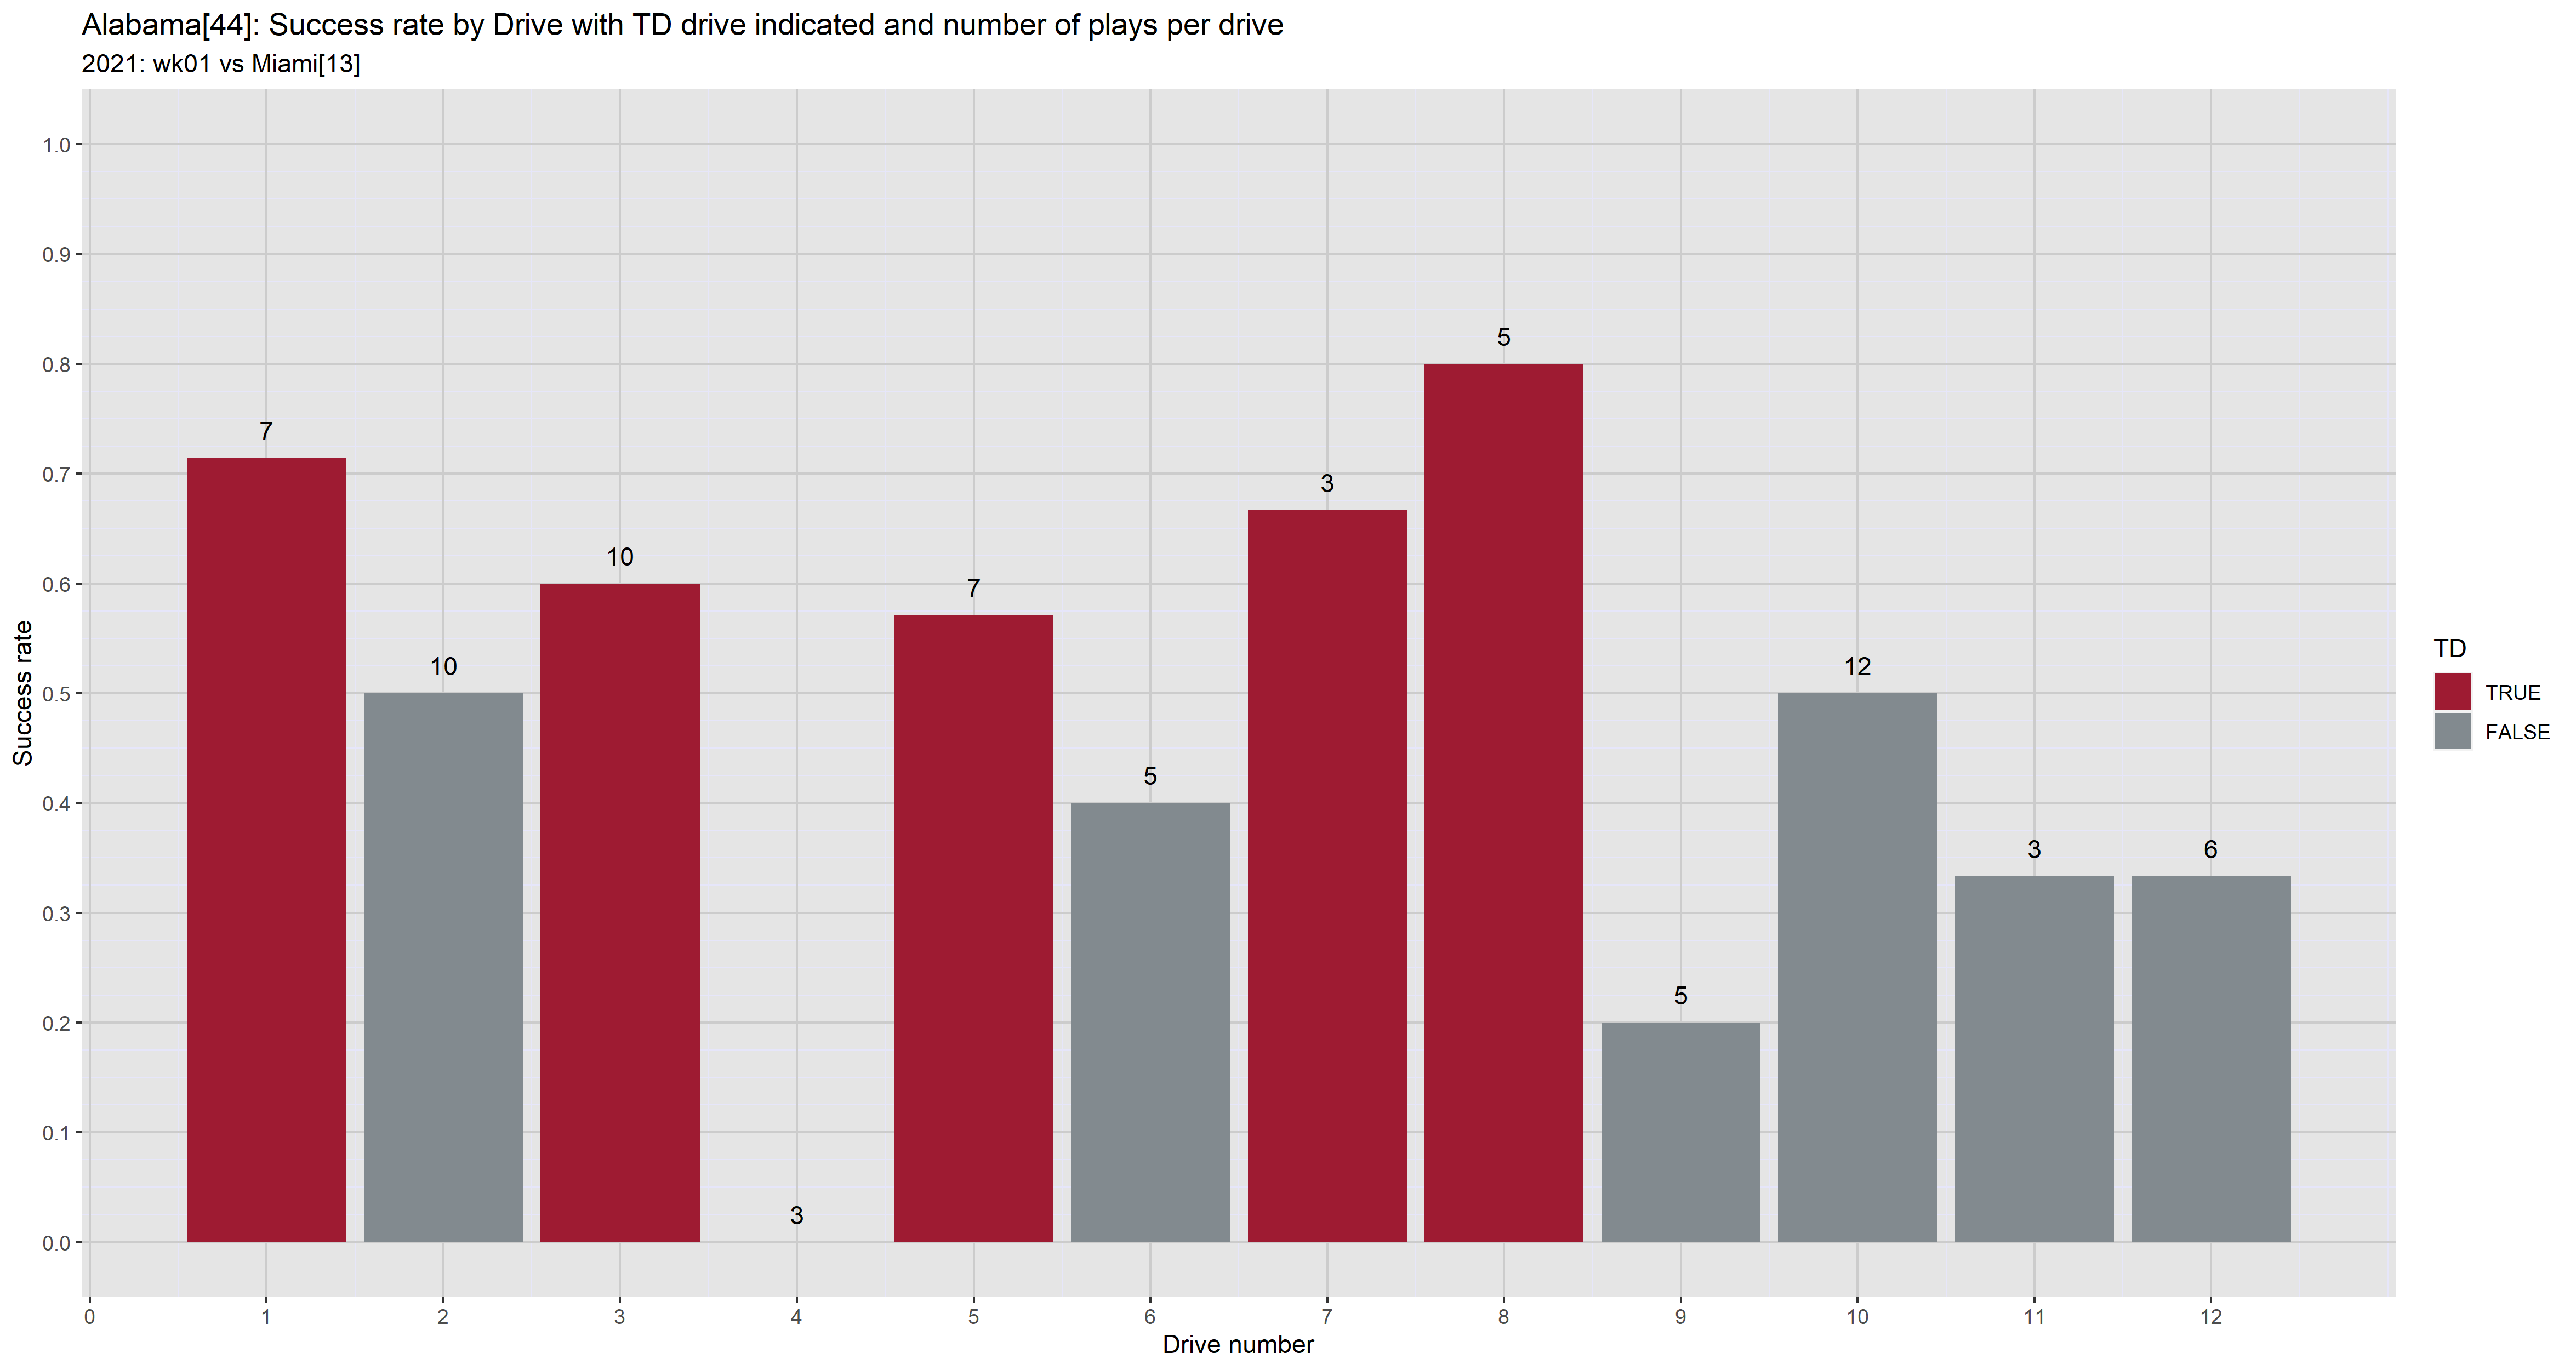 Alabama[44]: Success rate by Drive with TD drive indicated and number of plays per drive
2021: wk01 vs Miami[13]
Success rate
1.0
0.9
0.8
0.7
0.6
0.5
0.4
0.3
0.2
0.1
0.0
7
10
10
3
7
5
3
5
5
12
3
6
0 1 2 3 4 5 6 7 8 9 10 11 12
Drive number
TD
TRUE
FALSE